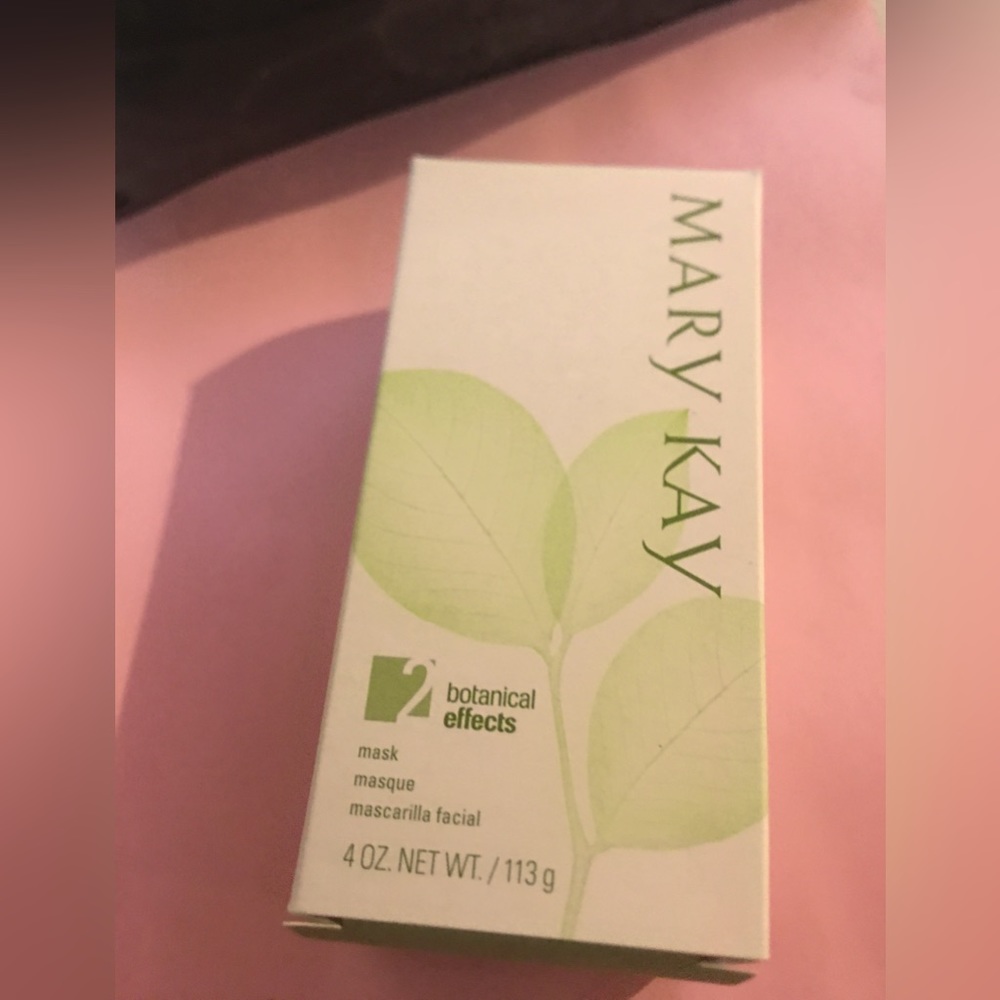 MARY KAY
2
botanical
effects
mask
masque
mascarilla facial
4 OZ. NET WT. / 113 g